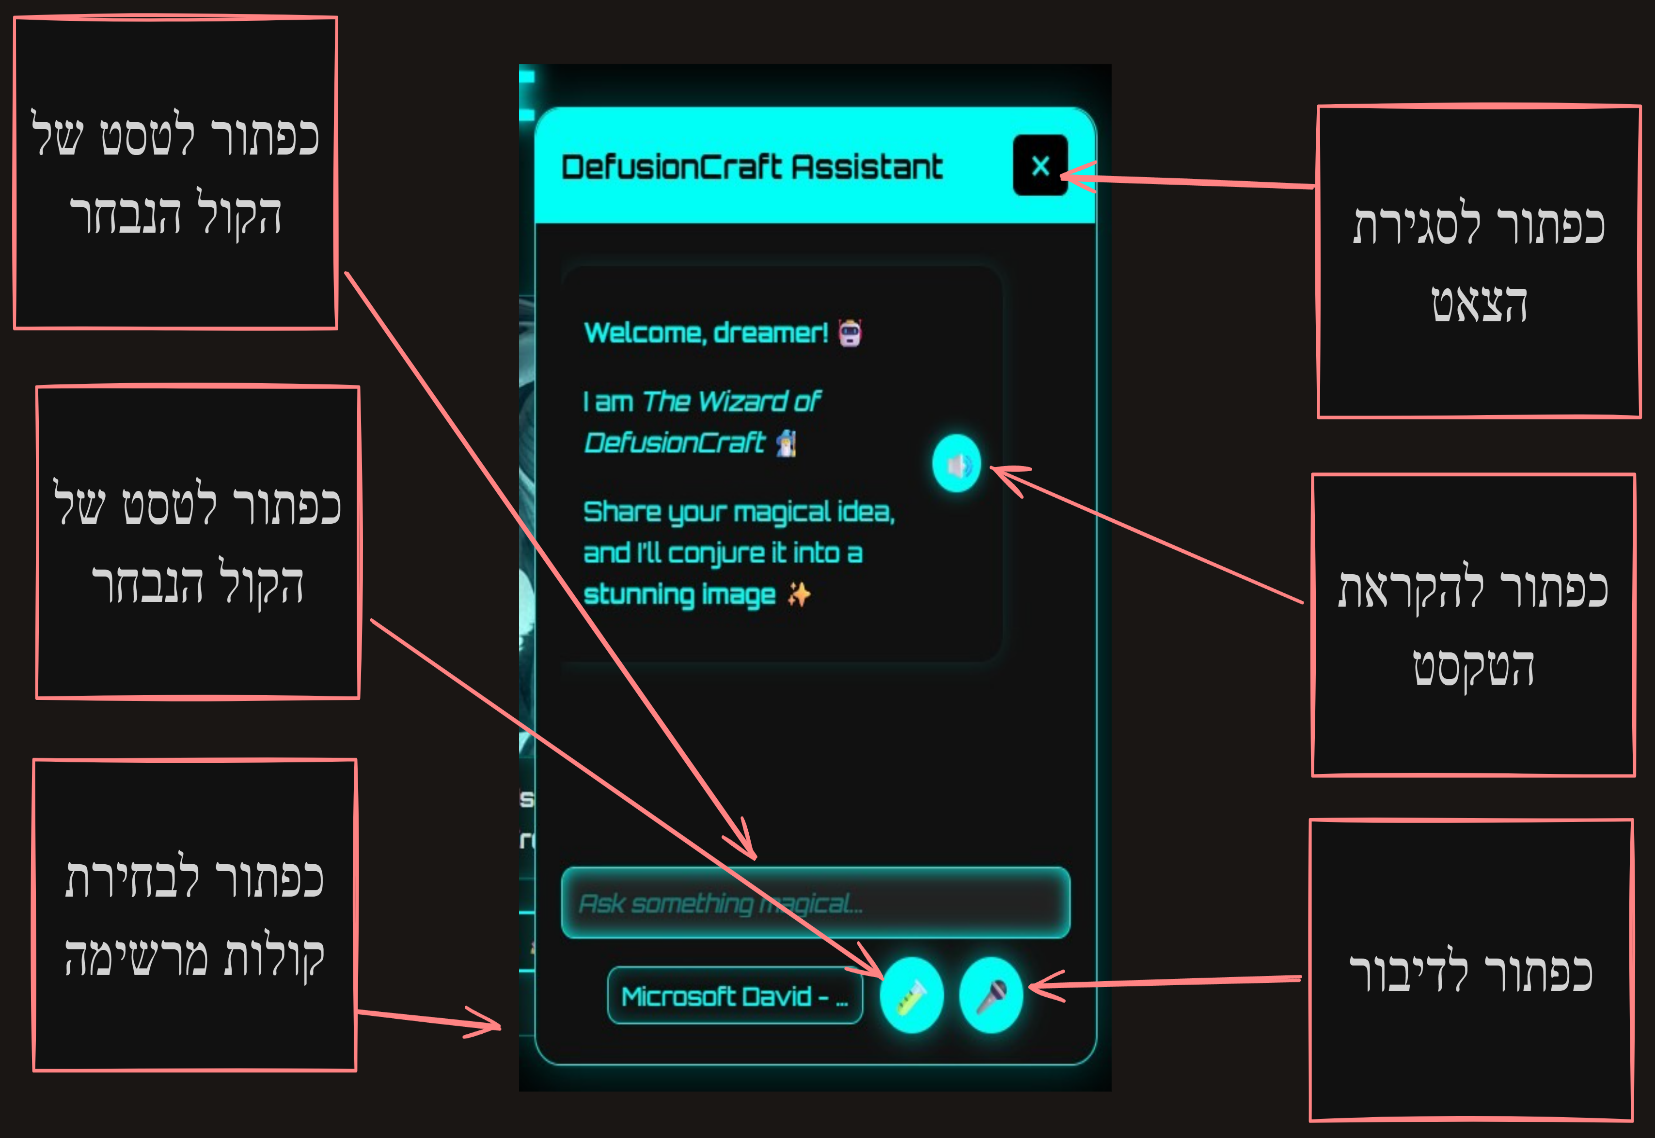 כפתור לטסט של
הקול הנבחר
כפתור לטסט של
הקול הנבחר
כפתור לבחירת
קולות מרשימה
DefusionCraft Assistant
×
Welcome, dreamer!
I am The Wizard of
DefusionCraft
Share your magical idea,
and I'll conjure it into a
stunning image
Ask something magical...
Microsoft David - ...
כפתור לסגירת
הצאט
כפתור להקראת
הטקסט
כפתור לדיבור